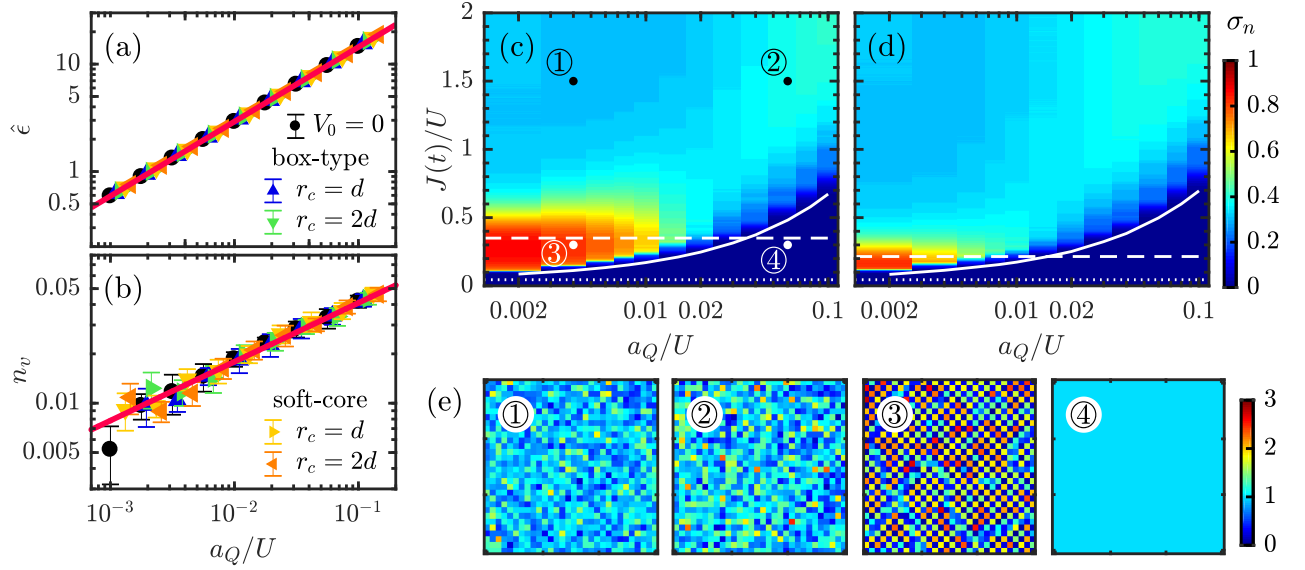 (a)
10
5
1
0.5
ϵ̂
V₀ = 0
box-type
r_c = d
r_c = 2d
(b)
0.05
0.01
0.005
n_v
soft-core
r_c = d
r_c = 2d
10⁻³ 10⁻² 10⁻¹
a_Q/U
(c)
2
1.5
1
0.5
0
J(t)/U
① ②
③ ④
0.002 0.01 0.02 0.1
a_Q/U
(d)
0.002 0.01 0.02 0.1
a_Q/U
σ_n
1
0.8
0.6
0.4
0.2
0
(e)
① ② ③ ④
3
2
1
0